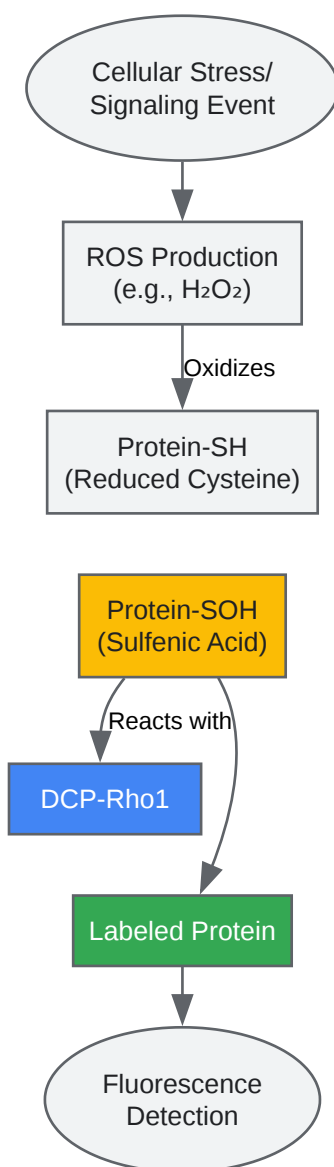 Cellular Stress/
Signaling Event
ROS Production
(e.g., H₂O₂)
Oxidizes
Protein-SH
(Reduced Cysteine)
Protein-SOH
(Sulfenic Acid)
Reacts with
DCP-Rho1
Labeled Protein
Fluorescence
Detection